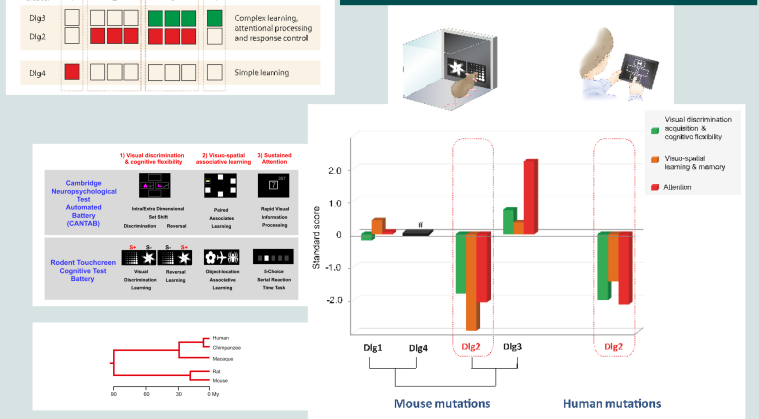 Dlg3
Dlg2
Complex learning,
attentional processing
and response control
Dlg4
Simple learning
1) Visual discrimination
& cognitive flexibility
2) Visuo-spatial
associative learning
3) Sustained
Attention
Cambridge
Neuropsychological
Test
Automated
Battery
(CANTAB)
Intra/Extra Dimensional
Set Shift
Discrimination Reversal
Paired
Associates
Learning
Rapid Visual
Information
Processing
Rodent Touchscreen
Cognitive Test
Battery
S+ S- S- S+
Visual
Discrimination
Learning
Reversal
Learning
Object-location
Associative
Learning
5-Choice
Serial Reaction
Time Task
Human
Chimpanzee
Macaque
Rat
Mouse
90 60 30 0 My
Visual discrimination
acquisition &
cognitive flexibility
Visuo-spatial
learning & memory
Attention
Standard score
2.0
1.0
0
-1.0
-2.0
#
Dlg1
Dlg4
Dlg2
Dlg3
Dlg2
Mouse mutations
Human mutations